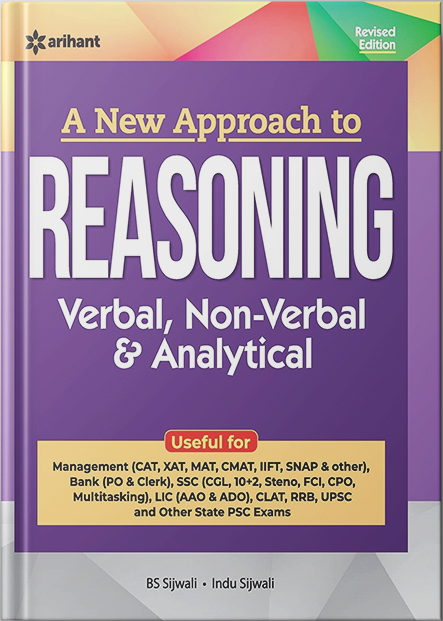 arihant
Revised
Edition
A New Approach to
REASONING
Verbal, Non-Verbal
& Analytical
Useful for
Management (CAT, XAT, MAT, CMAT, IIFT, SNAP & other),
Bank (PO & Clerk), SSC (CGL, 10+2, Steno, FCI, CPO,
Multitasking), LIC (AAO & ADO), CLAT, RRB, UPSC
and Other State PSC Exams
BS Sijwali • Indu Sijwali